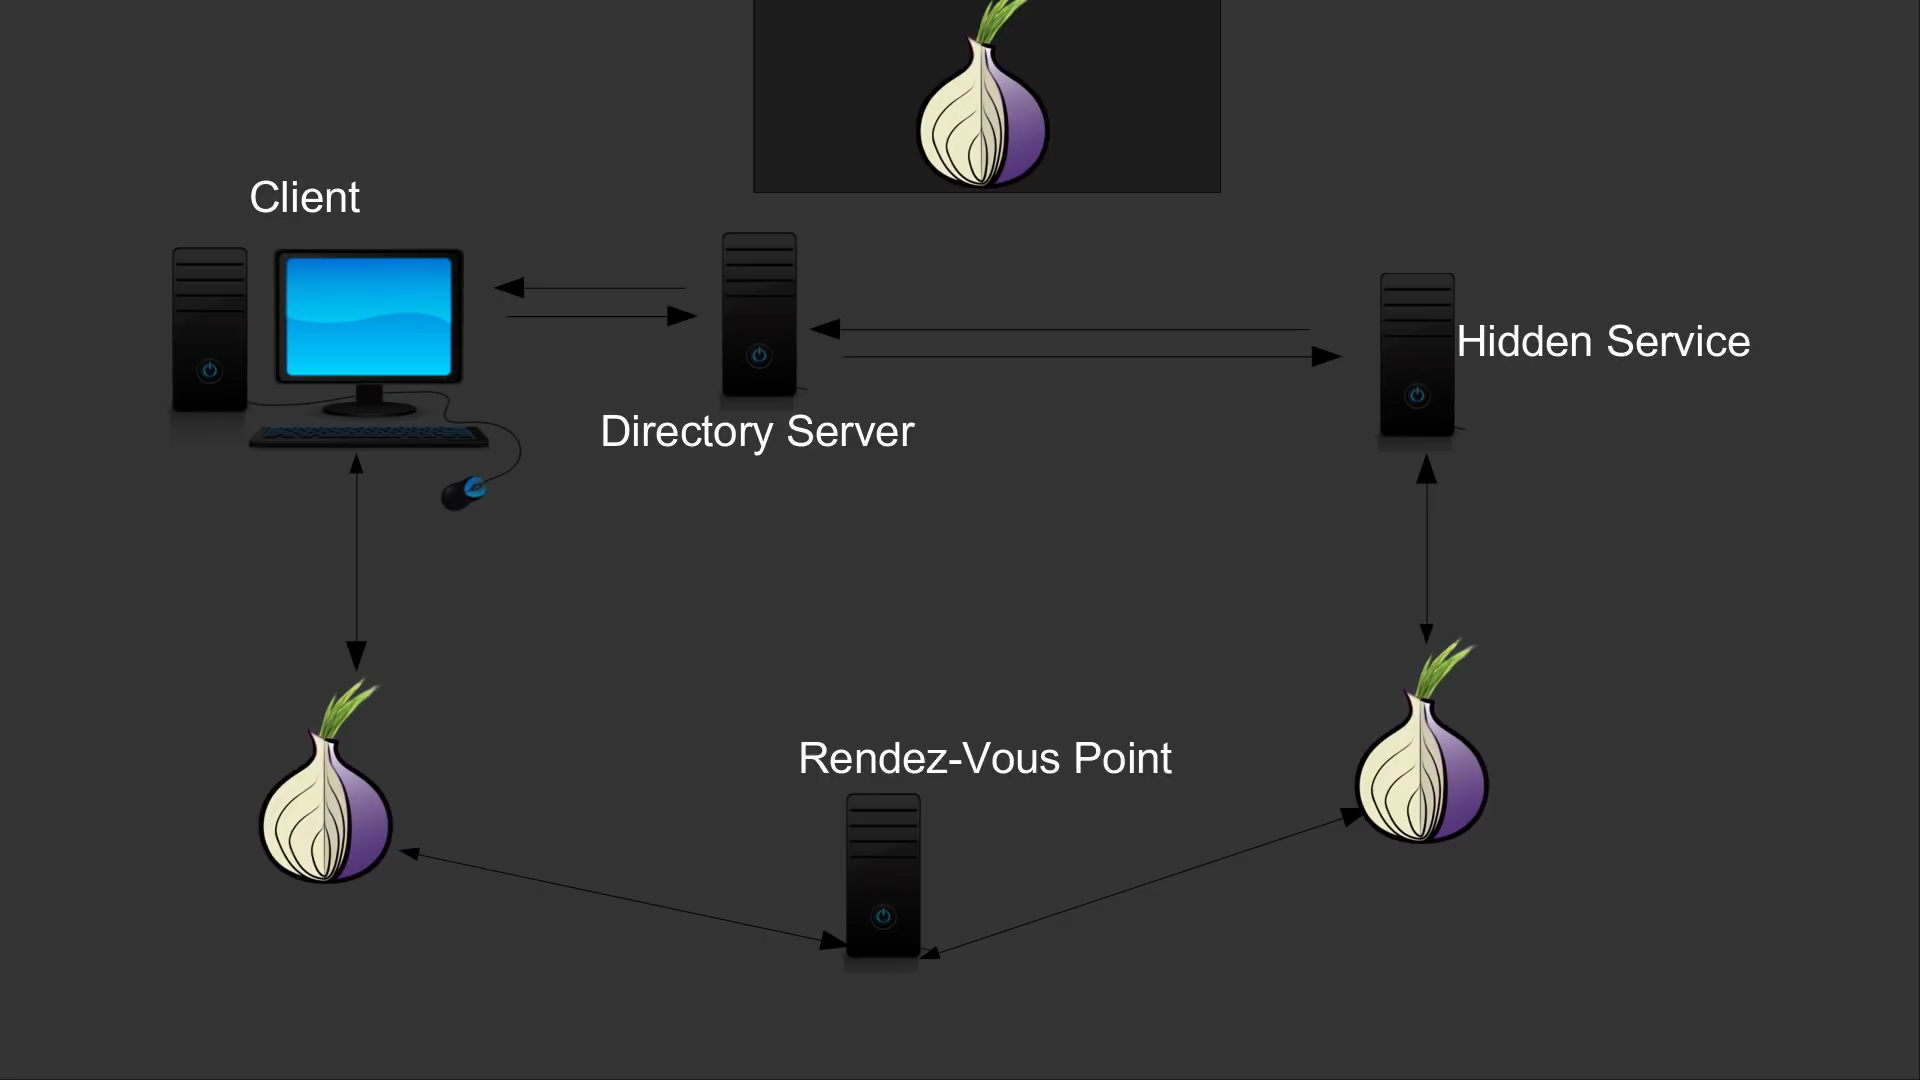 Client
Hidden Service
Directory Server
Rendez-Vous Point